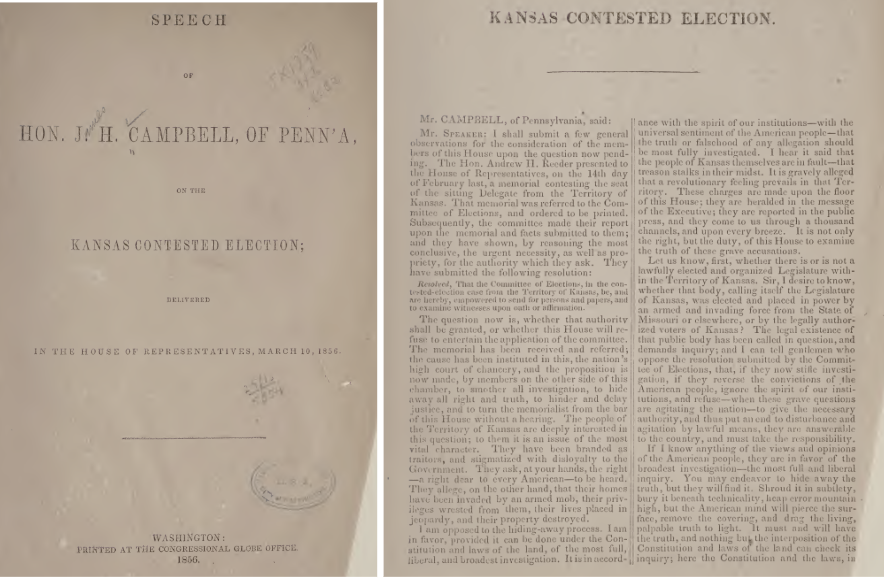 SPEECH
OF
HON. J. H. CAMPBELL, OF PENN'A,
James
ON THE
KANSAS CONTESTED ELECTION;
DELIVERED
IN THE HOUSE OF REPRESENTATIVES, MARCH 10, 1856.
WASHINGTON:
PRINTED AT THE CONGRESSIONAL GLOBE OFFICE.
1856.
KANSAS CONTESTED ELECTION.
Mr. CAMPBELL, of Pennsylvania, said:
Mr. SPEAKER: I shall submit a few general
observations for the consideration of the mem-
bers of this House upon the question now pend-
ing. The Hon. Andrew H. Reeder presented to
the House of Representatives, on the 14th day
of February last, a memorial contesting the seat
of the sitting Delegate from the Territory of
Kansas. That memorial was referred to the Com-
mittee of Elections, and ordered to be printed.
Subsequently, the committee made their report
upon the memorial and facts submitted to them;
and they have shown, by reasoning the most
conclusive, the urgent necessity, as well as pro-
priety, for the authority which they ask. They
have submitted the following resolution:
Resolved, That the Committee of Elections, in the con-
tested-election case from the Territory of Kansas, be, and
are hereby, empowered to send for persons and papers, and
to examine witnesses upon oath or affirmation.
The question now is, whether that authority
shall be granted, or whether this House will re-
fuse to entertain the application of the committee.
The memorial has been received and referred;
the cause has been instituted in this, the nation's
high court of chancery, and the proposition is
now made, by members on the other side of this
chamber, to smother all investigation, to hide
away all right and truth, to hinder and delay
justice, and to turn the memorialist from the bar
of this House without a hearing. The people of
the Territory of Kansas are deeply interested in
this question; to them it is an issue of the most
vital character. They have been branded as
traitors, and stigmatized with disloyalty to the
Government. They ask, at your hands, the right
—a right dear to every American—to be heard.
They allege, on the other hand, that their homes
have been invaded by an armed mob, their priv-
ileges wrested from them, their lives placed in
jeopardy, and their property destroyed.
I am opposed to the hiding-away process. I am
in favor, provided it can be done under the Con-
stitution and laws of the land, of the most full,
liberal, and broadest investigation. It is in accord-
ance with the spirit of our institutions—with the
universal sentiment of the American people—that
the truth or falsehood of any allegation should
be most fully investigated. I hear it said that
the people of Kansas themselves are in fault—that
treason stalks in their midst. It is gravely alleged
that a revolutionary feeling prevails in that Ter-
ritory. These charges are made upon the floor
of this House; they are heralded in the message
of the Executive; they are reported in the public
press, and they come to us through a thousand
channels, and upon every breeze. It is not only
the right, but the duty, of this House to examine
the truth of these grave accusations.
Let us know, first, whether there is or is not a
lawfully elected and organized Legislature with-
in the Territory of Kansas. Sir, I desire to know,
whether that body, calling itself the Legislature
of Kansas, was elected and placed in power by
an armed and invading force from the State of
Missouri or elsewhere, or by the legally author-
ized voters of Kansas? The legal existence of
that public body has been called in question, and
demands inquiry; and I can tell gentlemen who
oppose the resolution submitted by the Commit-
tee of Elections, that, if they now stifle investi-
gation, if they reverse the convictions of the
American people, ignore the spirit of our insti-
tutions, and refuse—when these grave questions
are agitating the nation—to give the necessary
authority, and thus put an end to disturbance and
agitation by lawful means, they are answerable
to the country, and must take the responsibility.
If I know anything of the views and opinions
of the American people, they are in favor of the
broadest investigation—the most full and liberal
inquiry. You may endeavor to hide away the
truth, but they will find it. Shroud it in subtlety,
bury it beneath technicality, heap error mountain
high, but the American mind will pierce the sur-
face, remove the covering, and drag the living,
palpable truth to light. It must and will have
the truth, and nothing but the interposition of the
Constitution and laws of the land can check its
inquiry; here the Constitution and the laws, in